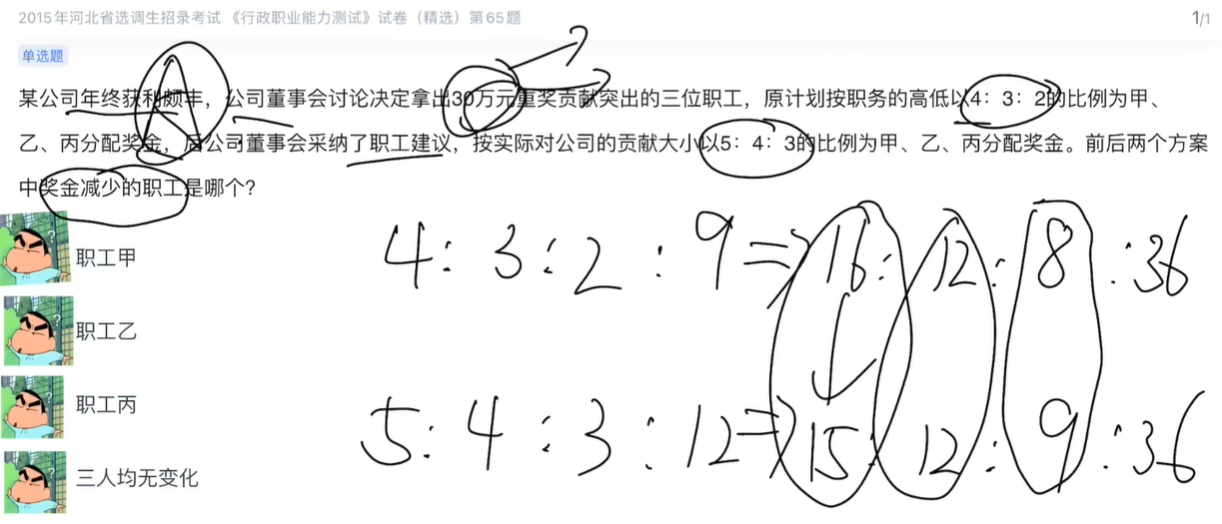 2015年河北省选调生招录考试《行政职业能力测试》试卷（精选）第65题
1/1
单选题
某公司年终获利颇丰，公司董事会讨论决定拿出30万元重奖贡献突出的三位职工，原计划按职务的高低以4：3：2的比例为甲、
乙、丙分配奖金，后公司董事会采纳了职工建议，按实际对公司的贡献大小以5：4：3的比例为甲、乙、丙分配奖金。前后两个方案
中奖金减少的职工是哪个?
职工甲
职工乙
职工丙
三人均无变化
4:3:2:9=>16:12:8:36
5:4:3:12=>15:12:9:36